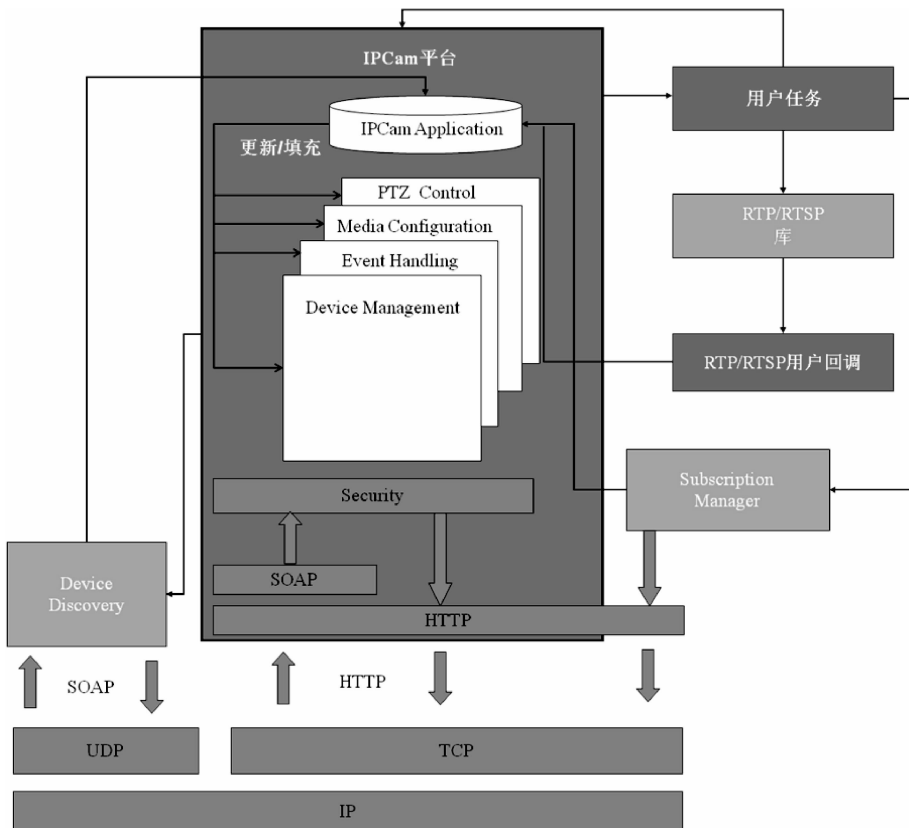 IPCam平台
用户任务
IPCam Application
更新/填充
PTZ Control
RTP/RTSP
库
Media Configuration
Event Handling
Device Management
RTP/RTSP用户回调
Security
Subscription
Manager
SOAP
Device
Discovery
HTTP
SOAP
HTTP
UDP
TCP
IP